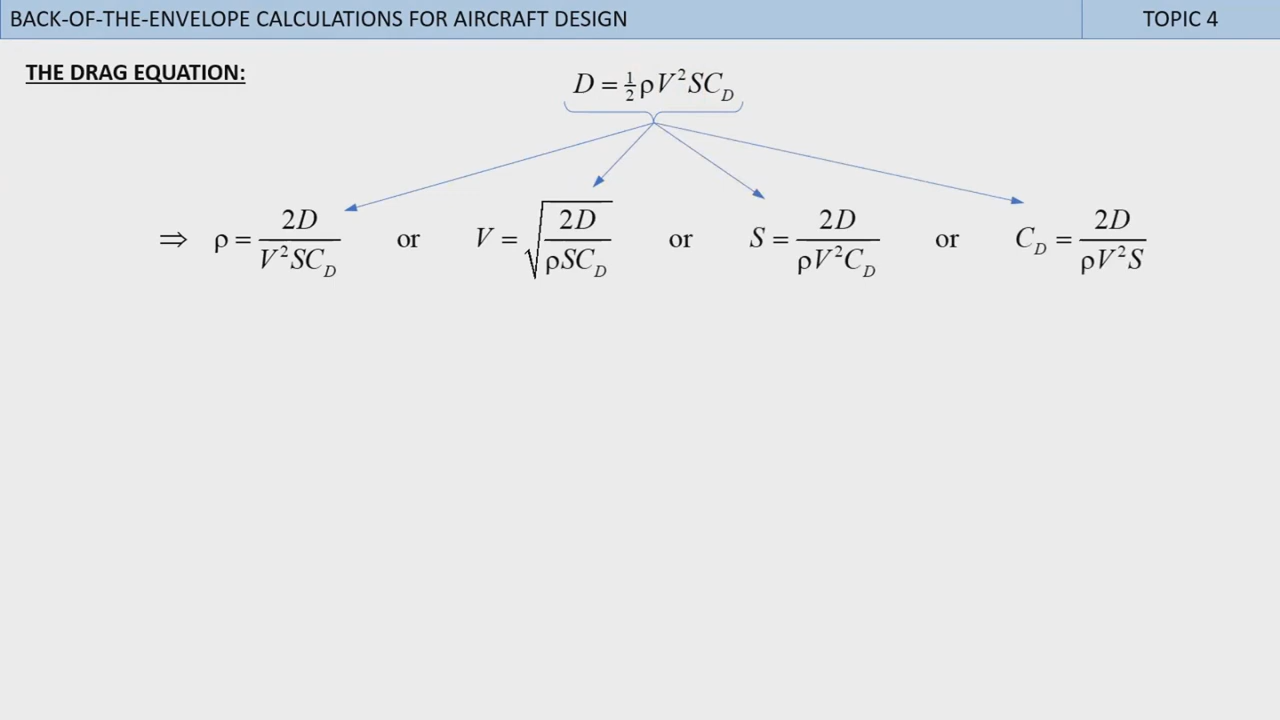 BACK-OF-THE-ENVELOPE CALCULATIONS FOR AIRCRAFT DESIGN TOPIC 4
THE DRAG EQUATION:
D = ½ρV²SC_D
⇒ ρ = 2D / V²SC_D or V = √(2D / ρSC_D) or S = 2D / ρV²C_D or C_D = 2D / ρV²S